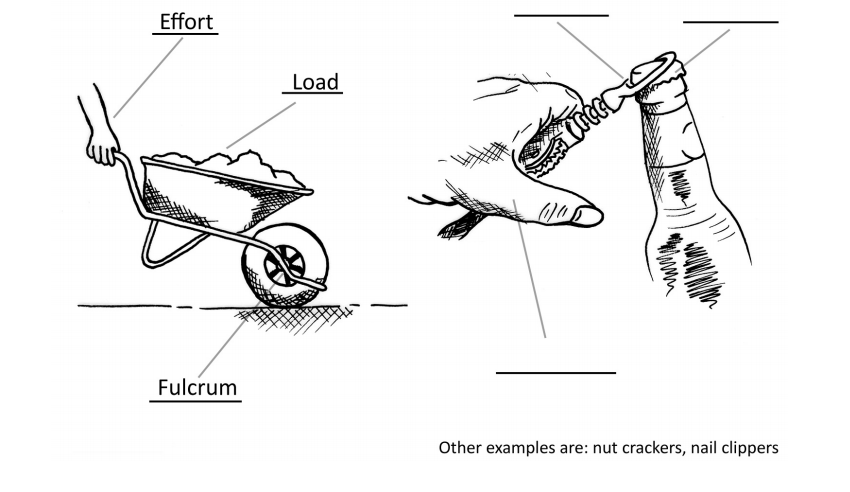 Effort
Load
Fulcrum
Other examples are: nut crackers, nail clippers